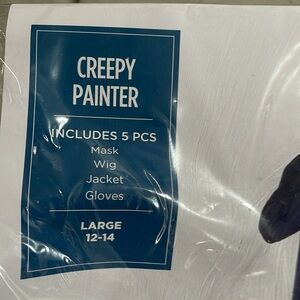 CREEPY
PAINTER
INCLUDES 5 PCS
Mask
Wig
Jacket
Gloves
LARGE
12-14